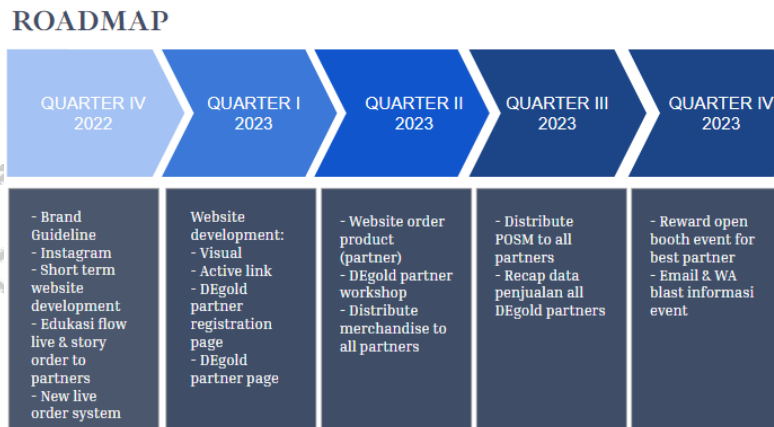 ROADMAP
QUARTER IV
2022
QUARTER I
2023
QUARTER II
2023
QUARTER III
2023
QUARTER IV
2023
- Brand
Guideline
- Instagram
- Short term
website
development
- Edukasi flow
live & story
order to
partners
- New live
order system
Website
development:
- Visual
- Active link
- DEgold
partner
registration
page
- DEgold
partner page
- Website order
product
(partner)
- DEgold partner
workshop
- Distribute
merchandise to
all partners
- Distribute
POSM to all
partners
- Recap data
penjualan all
DEgold partners
- Reward open
booth event for
best partner
- Email & WA
blast informasi
event